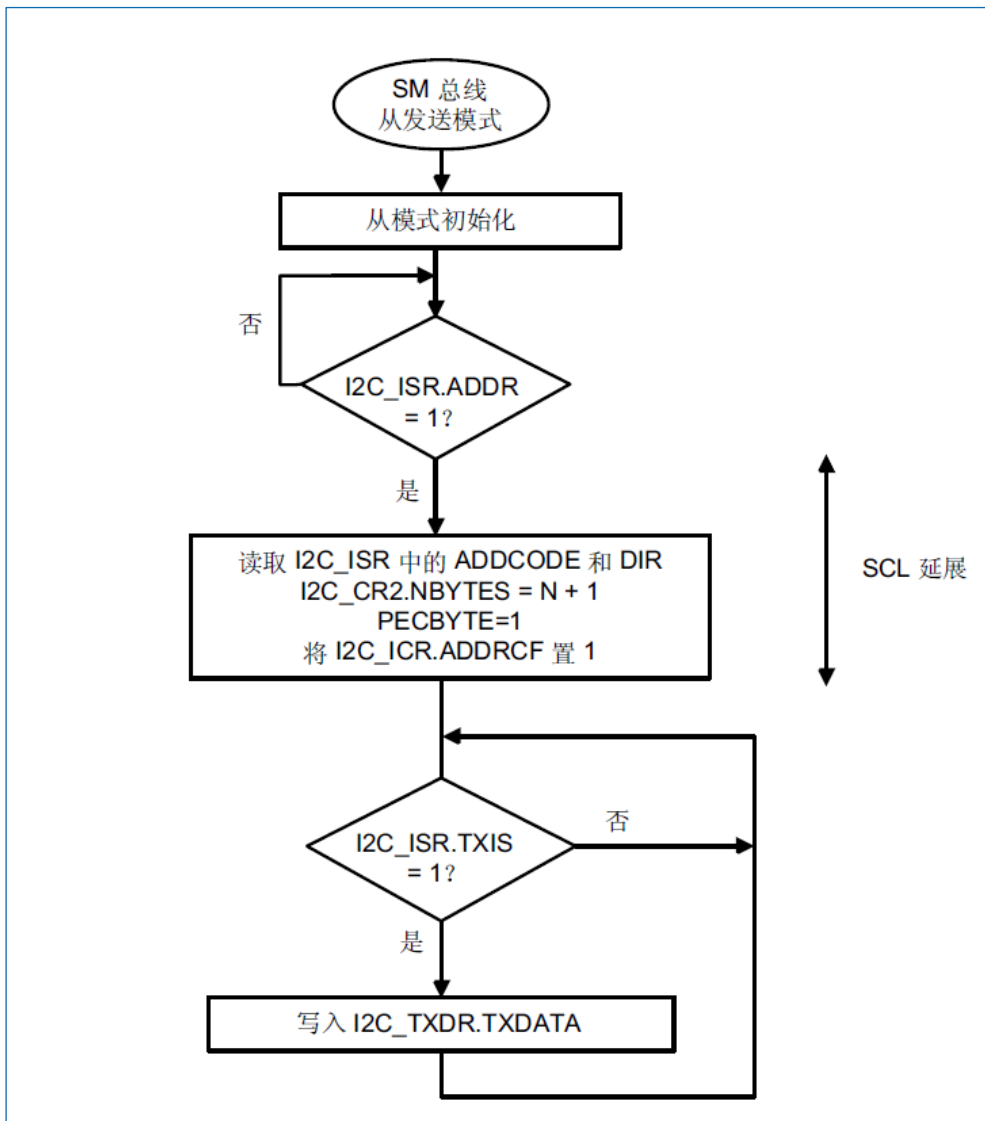 SM 总线
从发送模式
从模式初始化
否
I2C_ISR.ADDR
= 1?
是
读取 I2C_ISR 中的 ADDCODE 和 DIR
I2C_CR2.NBYTES = N + 1
PECBYTE=1
将 I2C_ICR.ADDRCF 置 1
SCL 延展
I2C_ISR.TXIS
= 1?
否
是
写入 I2C_TXDR.TXDATA